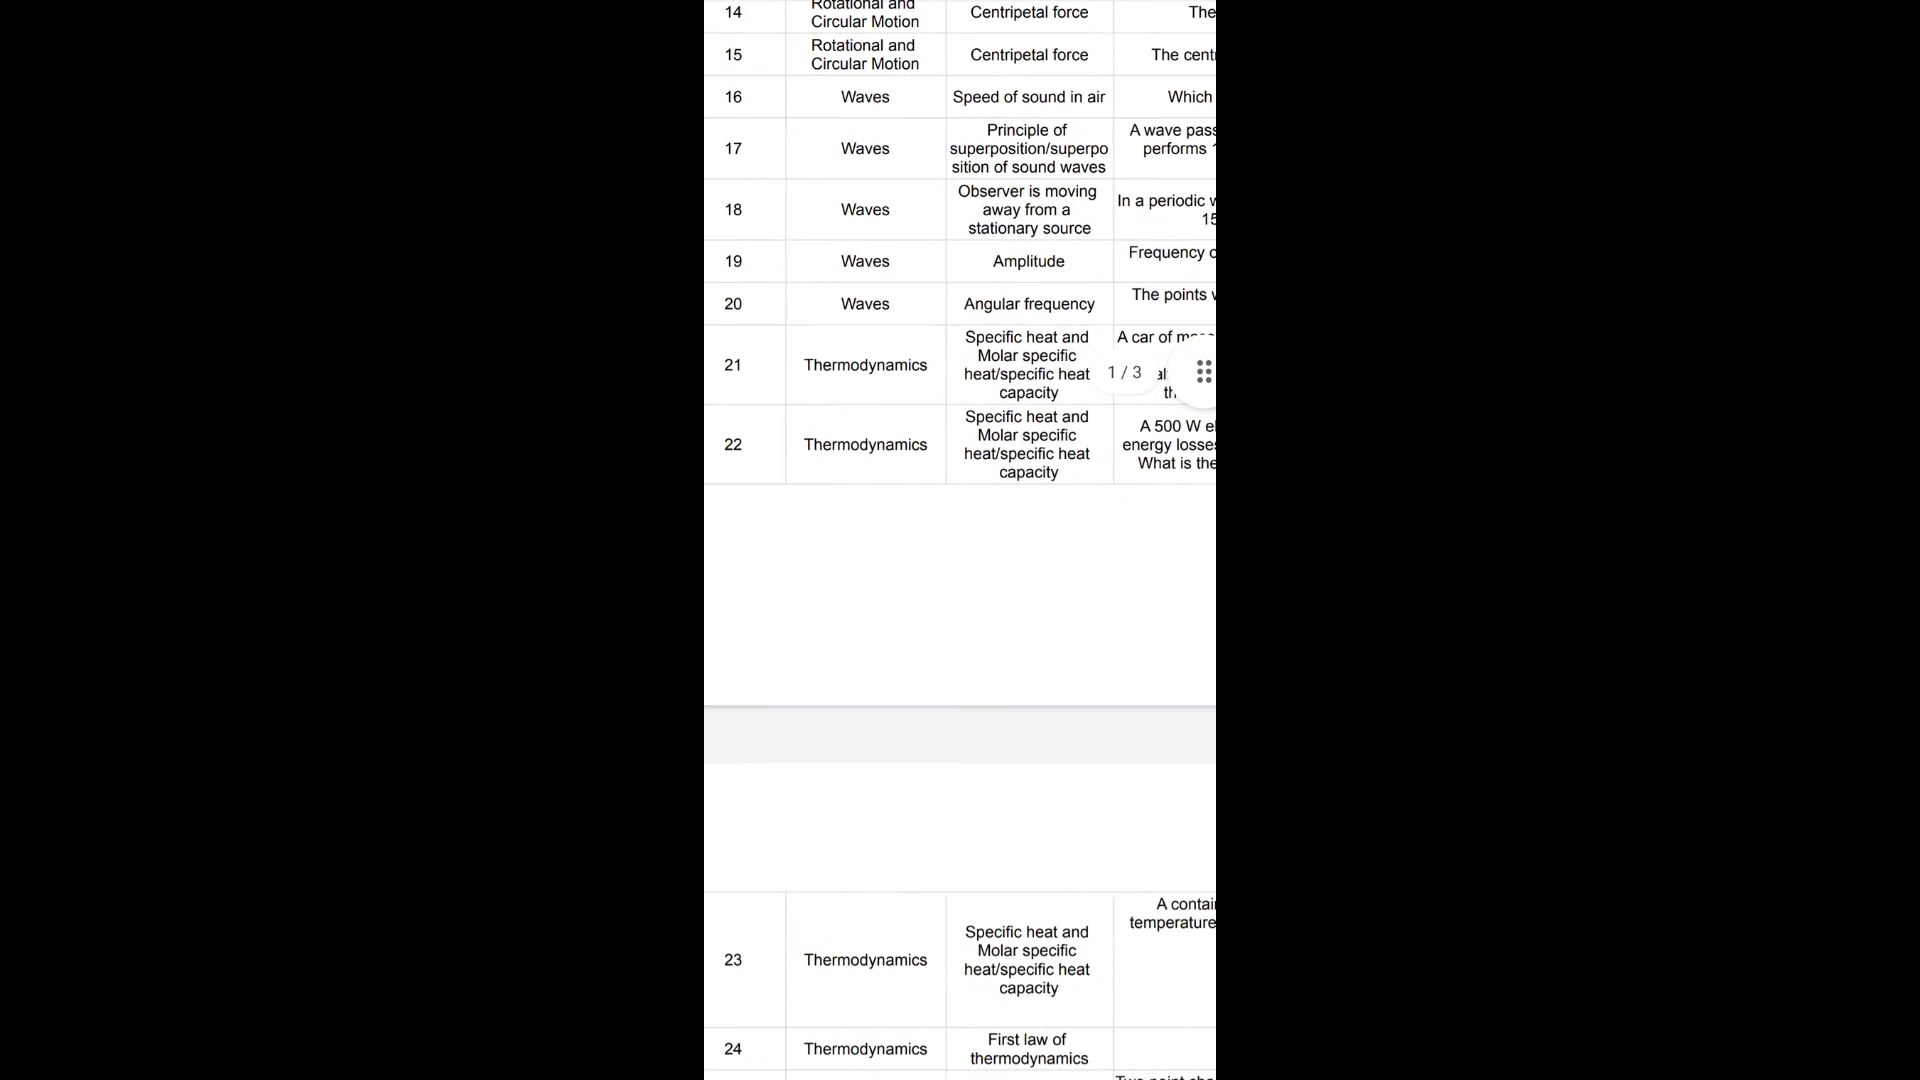 14
Rotational and
Circular Motion
Centripetal force
The
15
Rotational and
Circular Motion
Centripetal force
The cent
16
Waves
Speed of sound in air
Which
17
Waves
Principle of
superposition/superpo
sition of sound waves
A wave pass
performs
18
Waves
Observer is moving
away from a
stationary source
In a periodic
15
19
Waves
Amplitude
Frequency
20
Waves
Angular frequency
The points
21
Thermodynamics
Specific heat and
Molar specific
heat/specific heat
capacity
A car of
1 / 3
22
Thermodynamics
Specific heat and
Molar specific
heat/specific heat
capacity
A 500 W el
energy losses
What is the
23
Thermodynamics
Specific heat and
Molar specific
heat/specific heat
capacity
A contai
temperature
24
Thermodynamics
First law of
thermodynamics